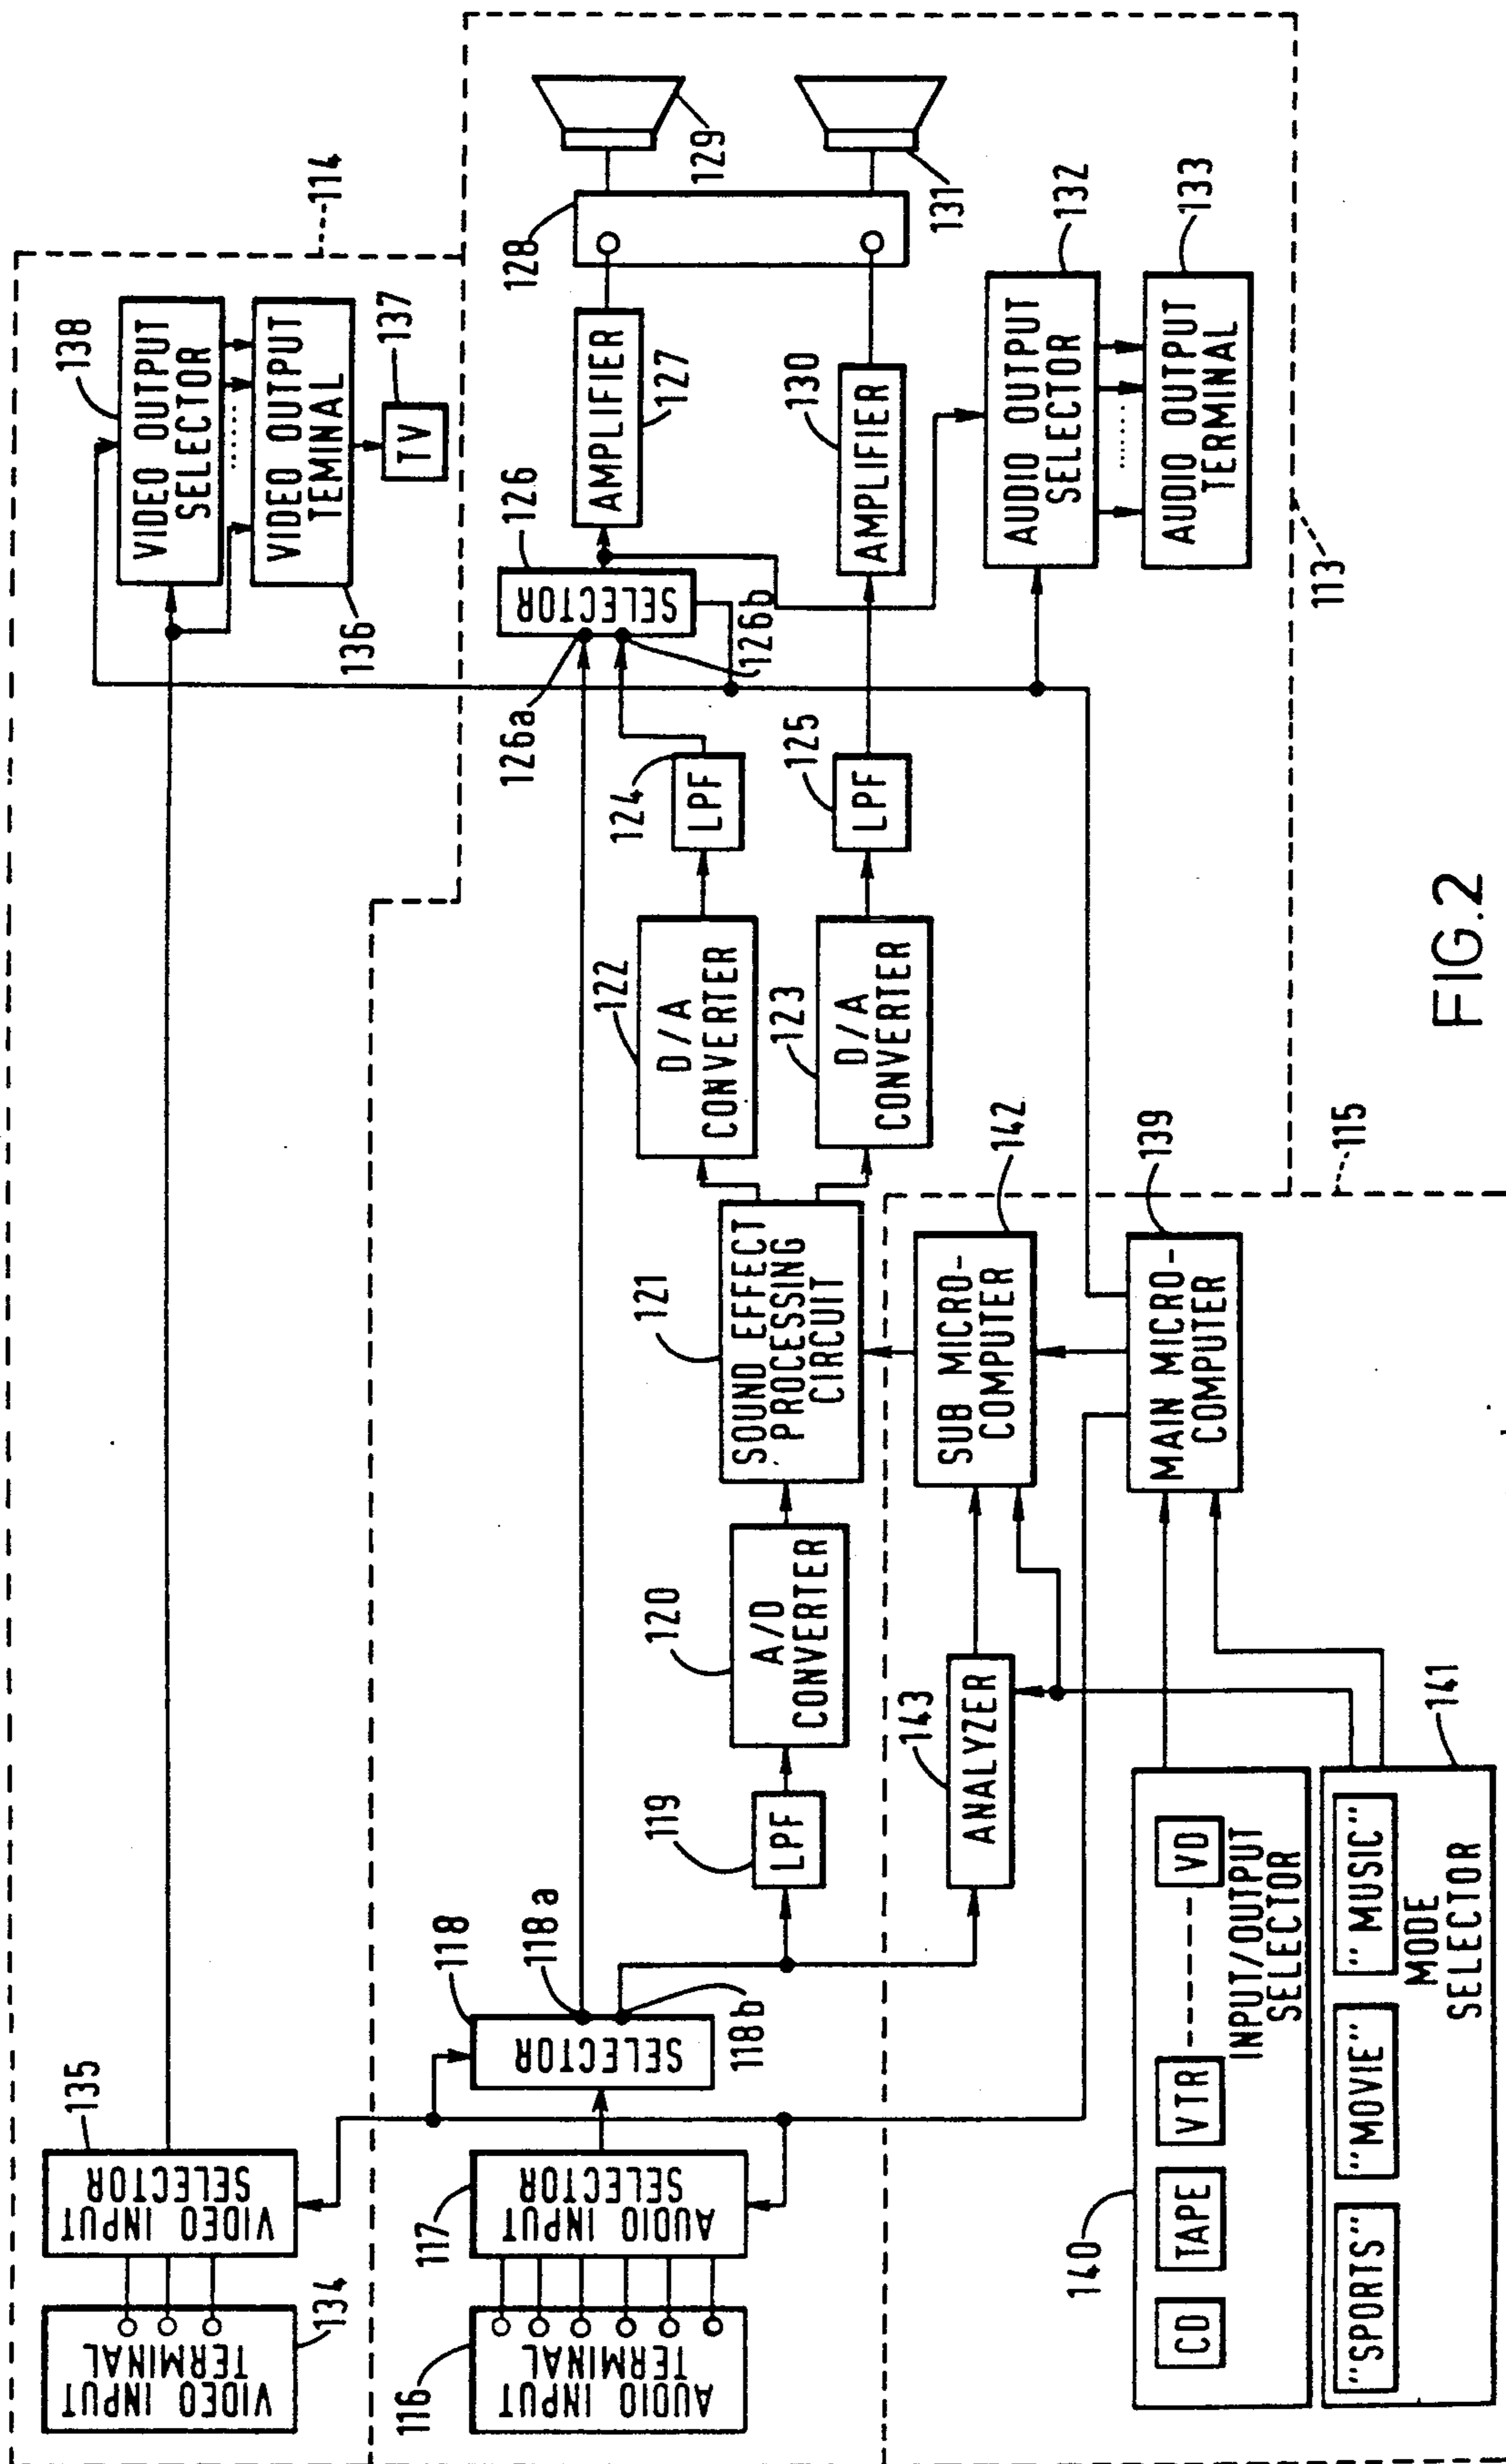 114
138
VIDEO OUTPUT
SELECTOR
VIDEO OUTPUT
TEMINAL
136
137
TV
135
VIDEO INPUT
SELECTOR
VIDEO INPUT
TERMINAL
134
116
AUDIO INPUT
TERMINAL
117
AUDIO INPUT
SELECTOR
118
SELECTOR
118a
118b
119
LPF
120
A/D
CONVERTER
121
SOUND EFFECT
PROCESSING
CIRCUIT
122
D/A
CONVERTER
123
D/A
CONVERTER
124
LPF
125
LPF
126
SELECTOR
126a
126b
127
AMPLIFIER
128
129
130
AMPLIFIER
131
132
AUDIO OUTPUT
SELECTOR
133
AUDIO OUTPUT
TERMINAL
113
115
143
ANALYZER
142
SUB MICRO-
COMPUTER
139
MAIN MICRO-
COMPUTER
140
CD
TAPE
VTR
VD
INPUT/OUTPUT
SELECTOR
141
"SPORTS"
"MOVIE"
"MUSIC"
MODE
SELECTOR
FIG.2